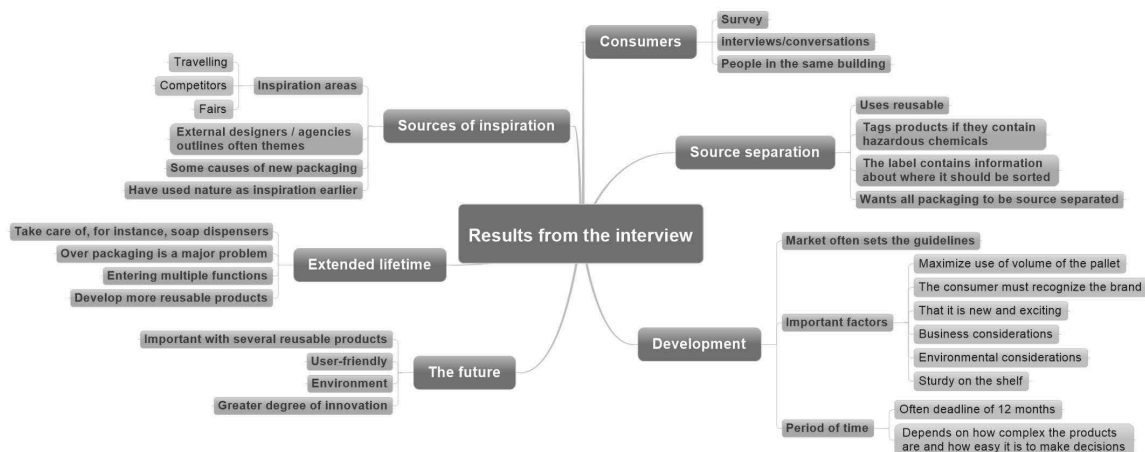 Results from the interview
Consumers
Survey
interviews/conversations
People in the same building
Source separation
Uses reusable
Tags products if they contain
hazardous chemicals
The label contains information
about where it should be sorted
Wants all packaging to be source separated
Development
Market often sets the guidelines
Important factors
Maximize use of volume of the pallet
The consumer must recognize the brand
That it is new and exciting
Business considerations
Environmental considerations
Sturdy on the shelf
Period of time
Often deadline of 12 months
Depends on how complex the products
are and how easy it is to make decisions
Sources of inspiration
Inspiration areas
Travelling
Competitors
Fairs
External designers / agencies
outlines often themes
Some causes of new packaging
Have used nature as inspiration earlier
Extended lifetime
Take care of, for instance, soap dispensers
Over packaging is a major problem
Entering multiple functions
Develop more reusable products
The future
Important with several reusable products
User-friendly
Environment
Greater degree of innovation